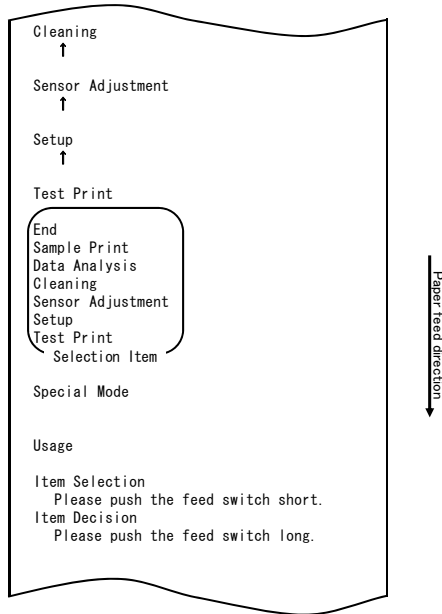 Cleaning
↑
Sensor Adjustment
↑
Setup
↑
Test Print
End
Sample Print
Data Analysis
Cleaning
Sensor Adjustment
Setup
Test Print
Selection Item
Special Mode
Usage
Item Selection
Please push the feed switch short.
Item Decision
Please push the feed switch long.
Paper feed direction